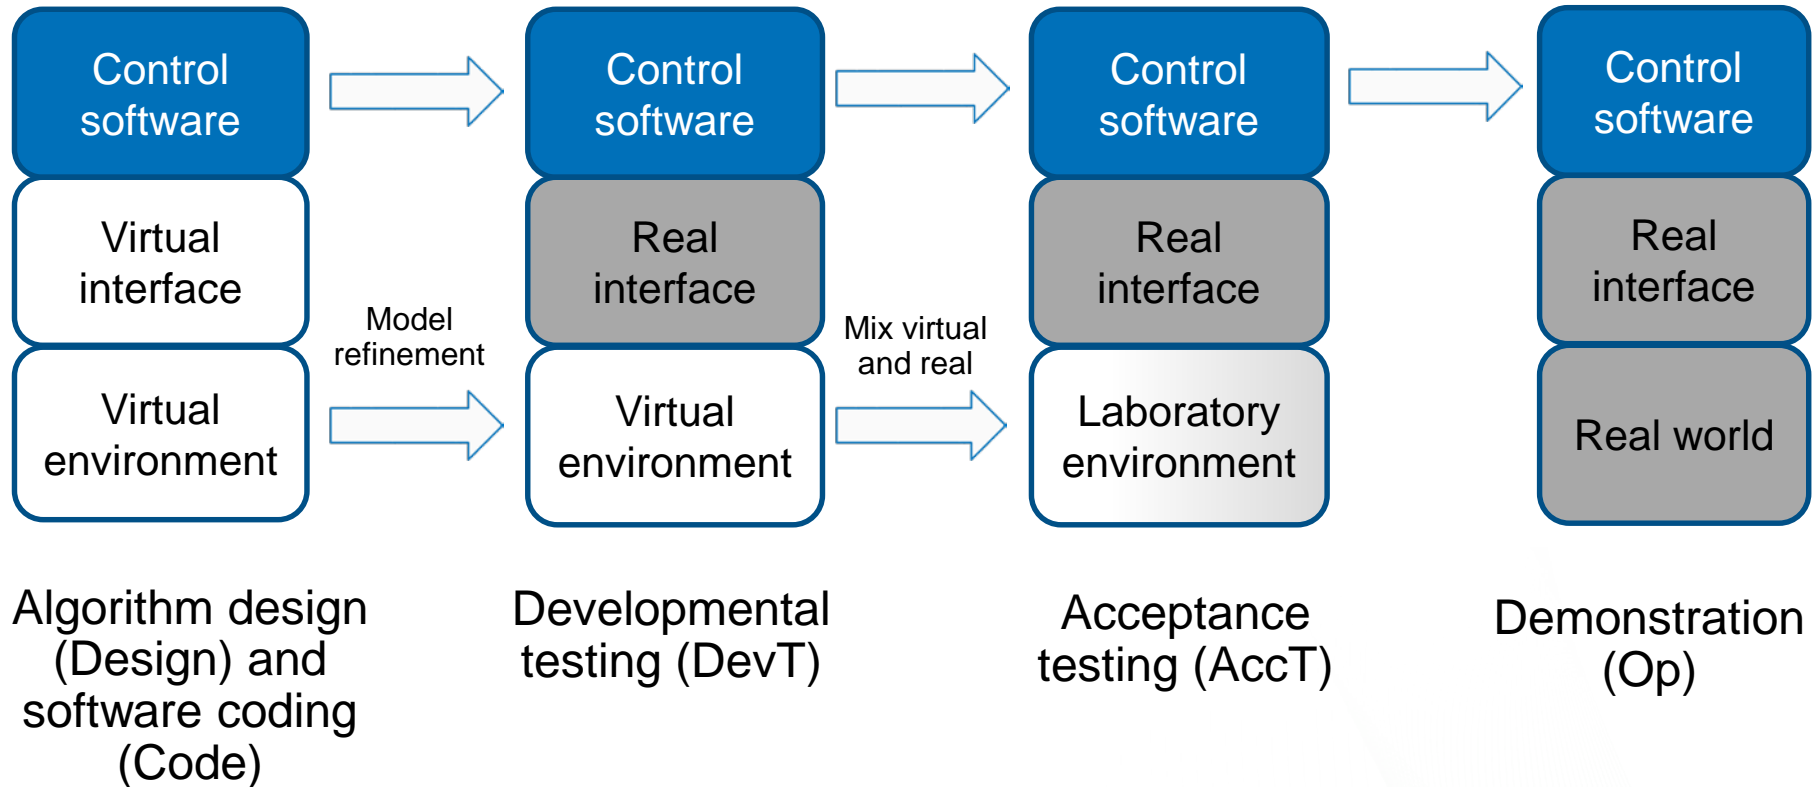 Control
software
Virtual
interface
Virtual
environment
Algorithm design
(Design) and
software coding
(Code)
Model
refinement
Control
software
Real
interface
Virtual
environment
Developmental
testing (DevT)
Mix virtual
and real
Control
software
Real
interface
Laboratory
environment
Acceptance
testing (AccT)
Control
software
Real
interface
Real world
Demonstration
(Op)